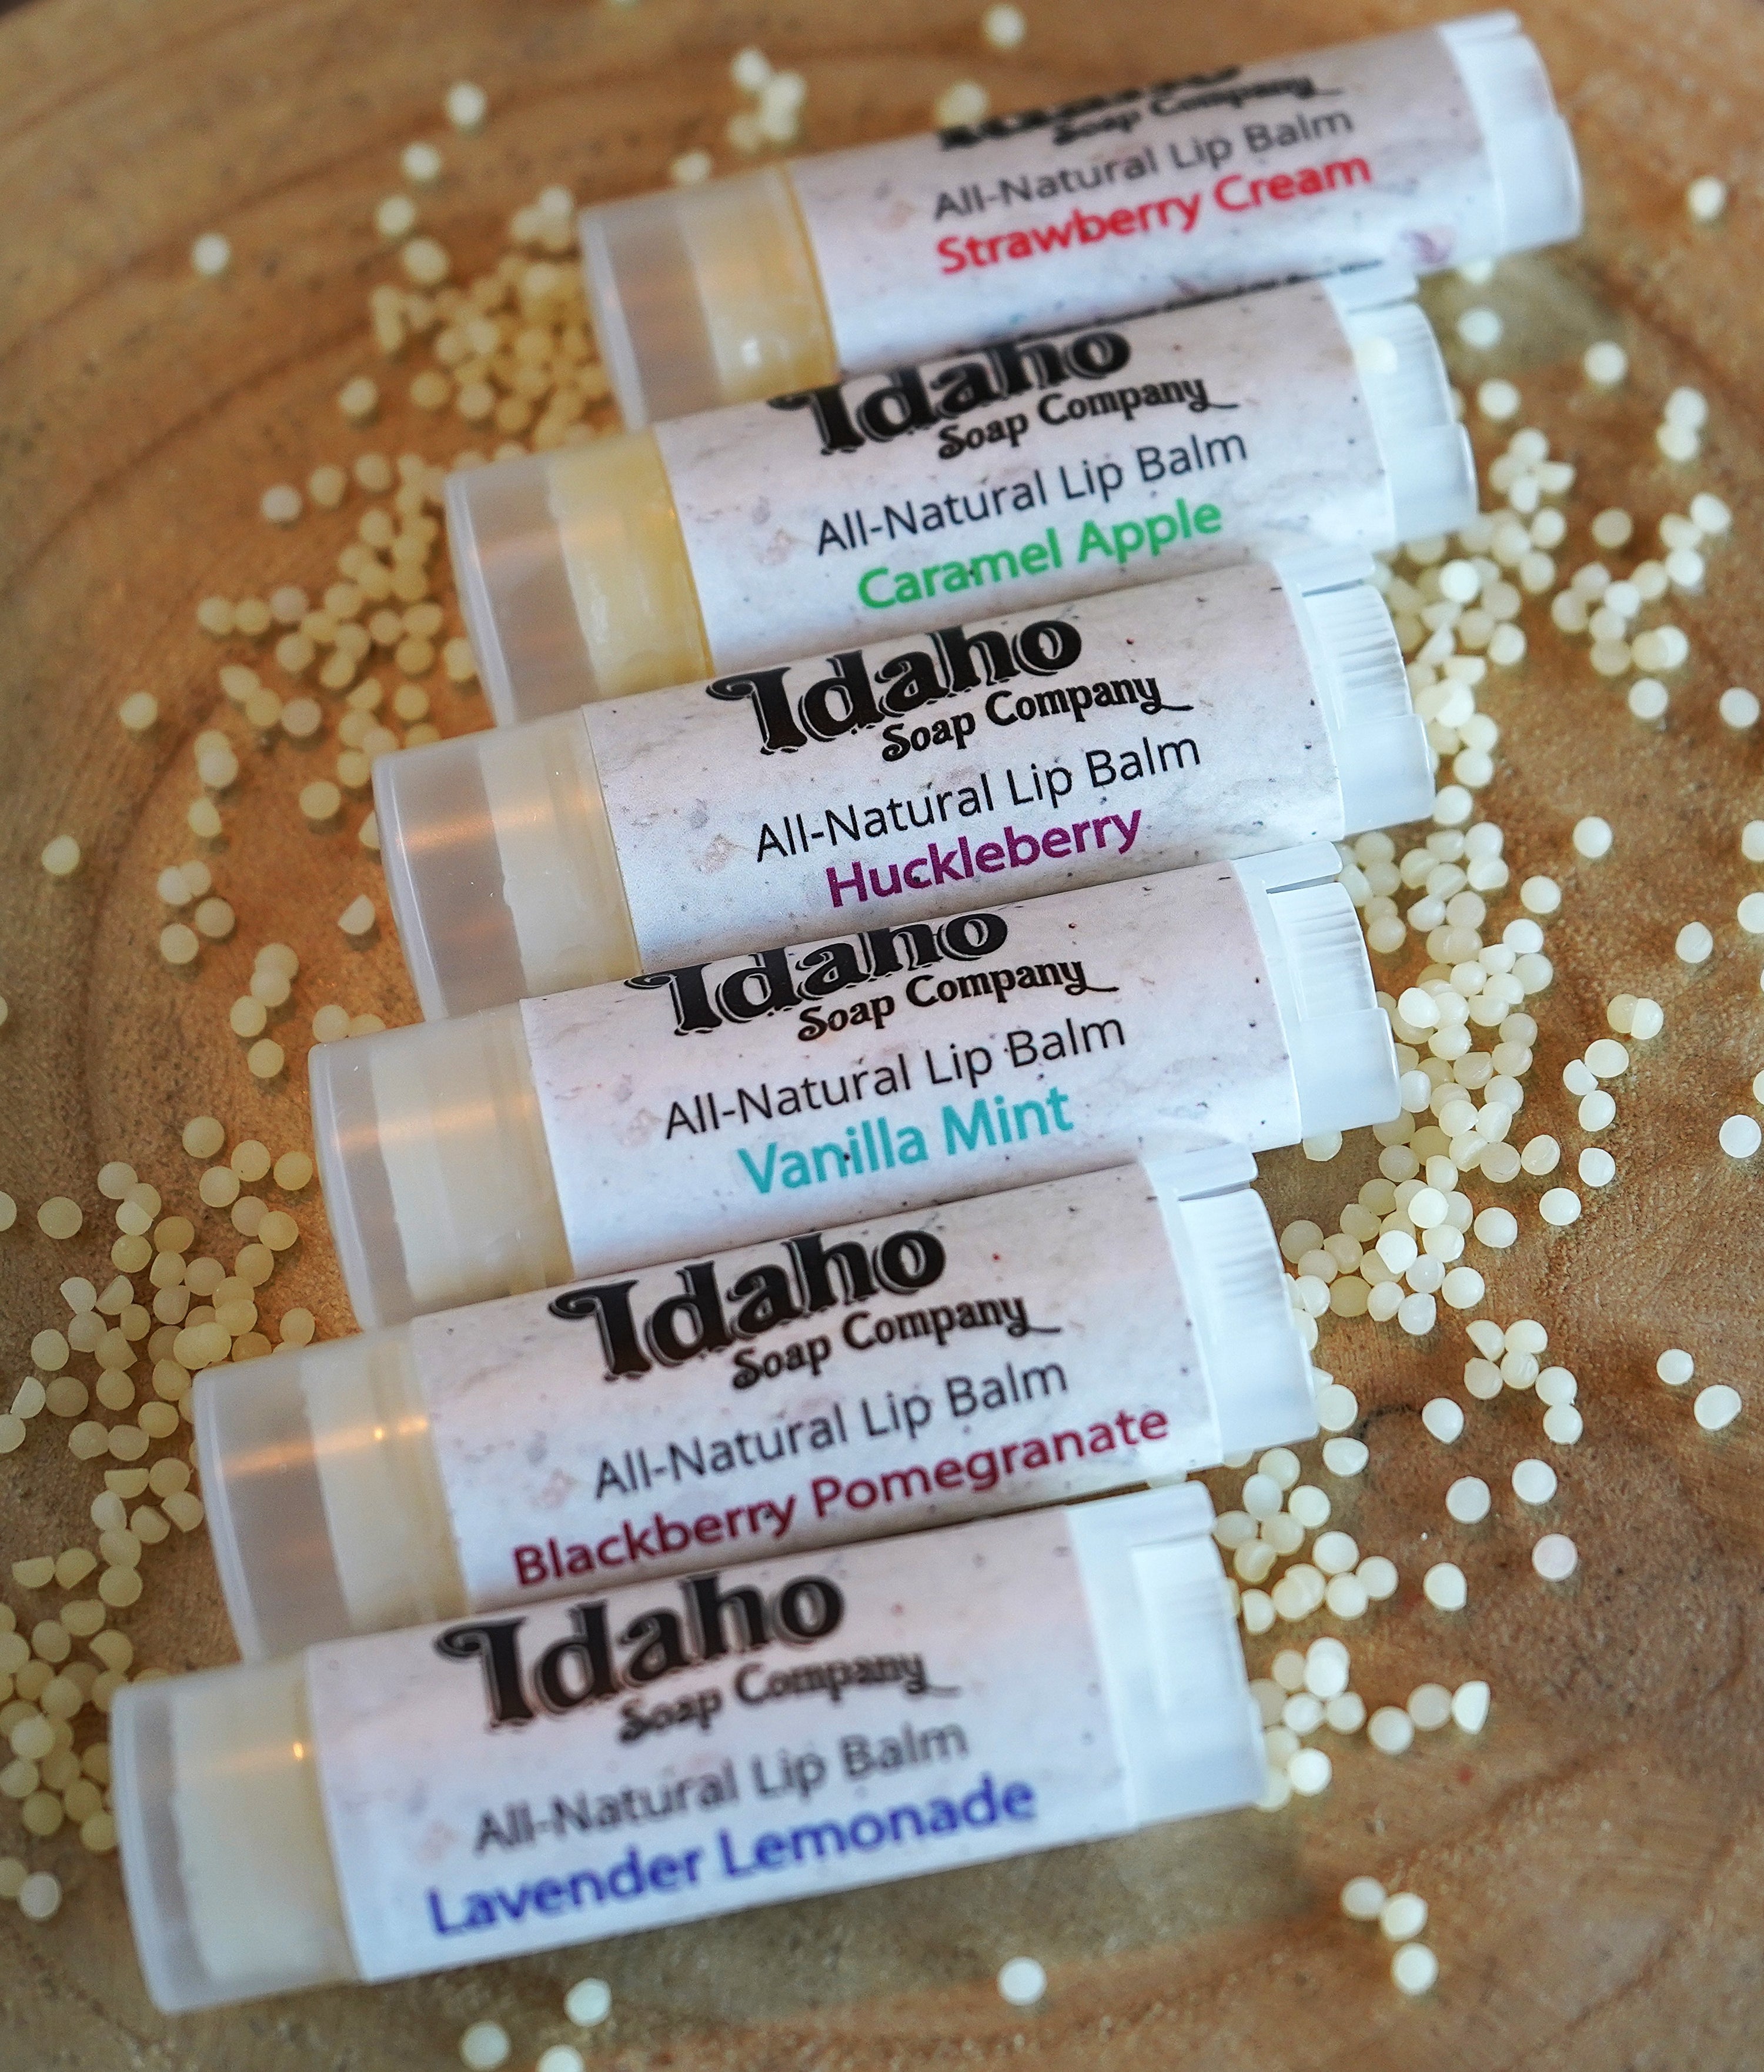 Soap Company
All-Natural Lip Balm
Strawberry Cream
Idaho
Soap Company
All-Natural Lip Balm
Caramel Apple
Idaho
Soap Company
All-Natural Lip Balm
Huckleberry
Idaho
Soap Company
All-Natural Lip Balm
Vanilla Mint
Idaho
Soap Company
All-Natural Lip Balm
Blackberry Pomegranate
Idaho
Soap Company
All-Natural Lip Balm
Lavender Lemonade